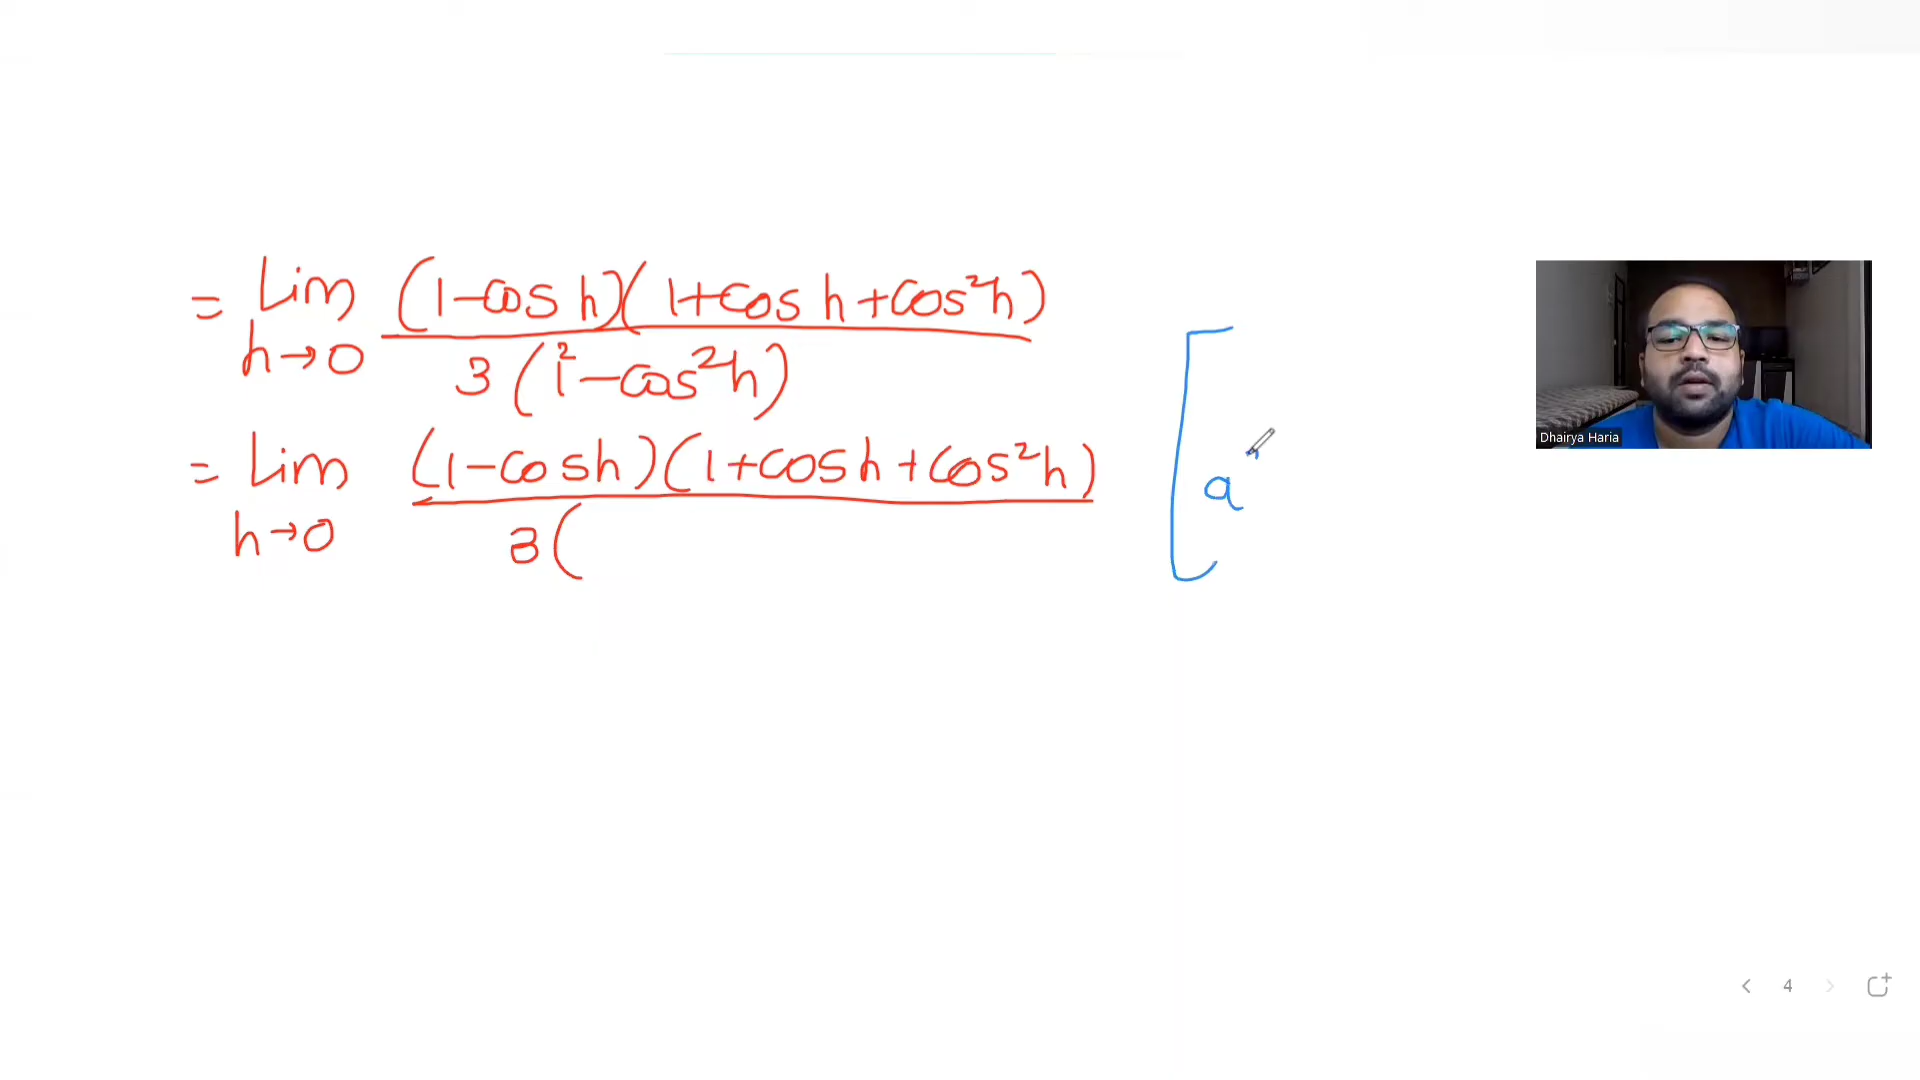 = Lim (1-cos h)(1+cos h+cos²h)
h→0 3(1²-cos²h)
= Lim (1-cosh)(1+cosh+cos²h)
h→0 3(
[
a
Dhairya Haria
4